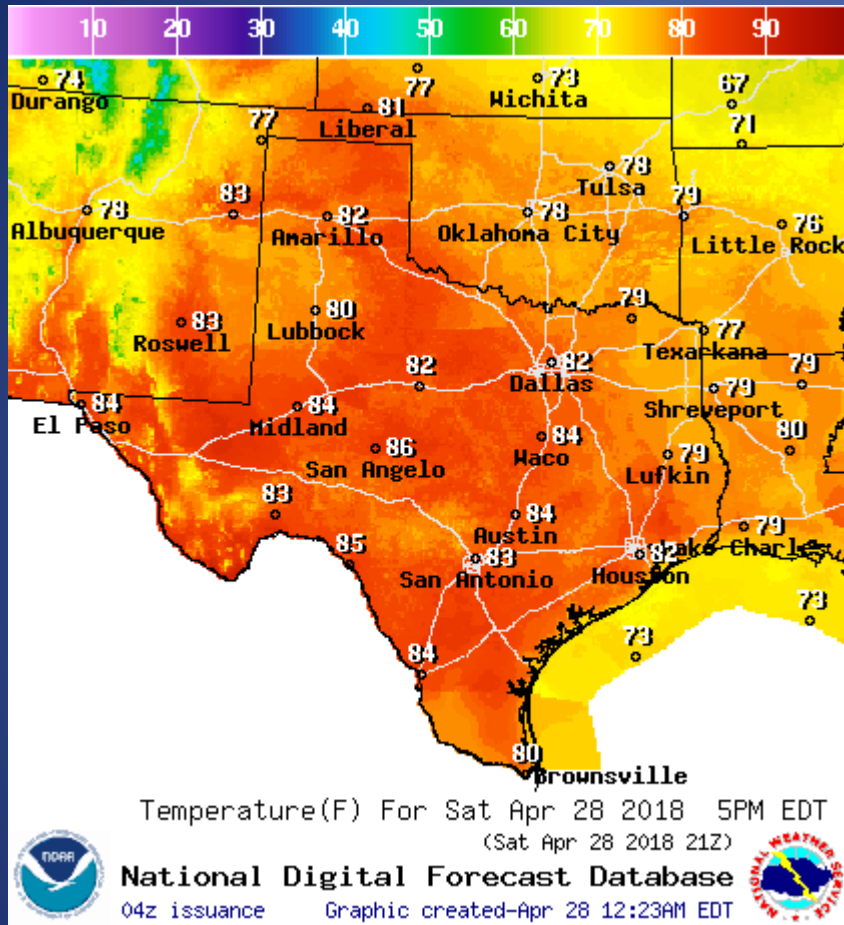 10 20 30 40 50 60 70 80 90
74
Durango
77
73
Wichita
67
81
Liberal
77
71
78
Tulsa
83
78
Albuquerque
82
Amarillo
78
Oklahoma City
79
76
Little Rock
83
Roswell
80
Lubbock
79
77
Texarkana
82
82
Dallas
79
Shreveport
79
84
El Paso
84
Midland
86
San Angelo
84
Waco
79
Lufkin
80
83
84
Austin
79
Lake Charles
85
83
San Antonio
82
Houston
84
73
73
80
Brownsville
Temperature(F) For Sat Apr 28 2018 5PM EDT
(Sat Apr 28 2018 21Z)
National Digital Forecast Database
04z issuance Graphic created-Apr 28 12:23AM EDT
NOAA
NATIONAL WEATHER SERVICE